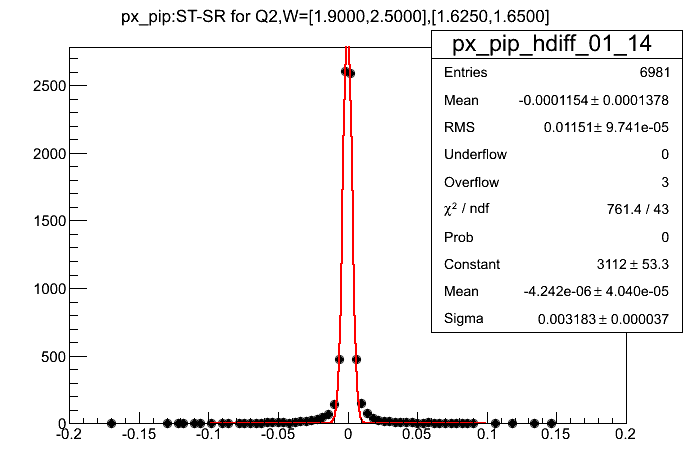 px_pip:ST-SR for Q2,W=[1.9000,2.5000],[1.6250,1.6500]
px_pip_hdiff_01_14
Entries 6981
Mean -0.0001154 ± 0.0001378
RMS 0.01151 ± 9.741e-05
Underflow 0
Overflow 3
χ² / ndf 761.4 / 43
Prob 0
Constant 3112 ± 53.3
Mean -4.242e-06 ± 4.040e-05
Sigma 0.003183 ± 0.000037
2500
2000
1500
1000
500
0
-0.2 -0.15 -0.1 -0.05 0 0.05 0.1 0.15 0.2